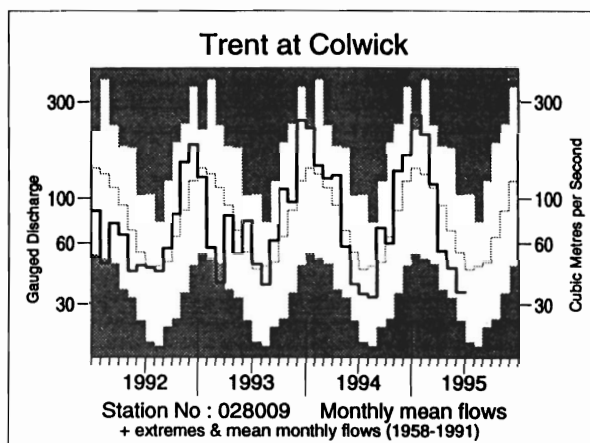 Trent at Colwick
300 300
100 100
60 60
30 30
Gauged Discharge
Cubic Metres per Second
1992 1993 1994 1995
Station No : 028009 Monthly mean flows
+ extremes & mean monthly flows (1958-1991)